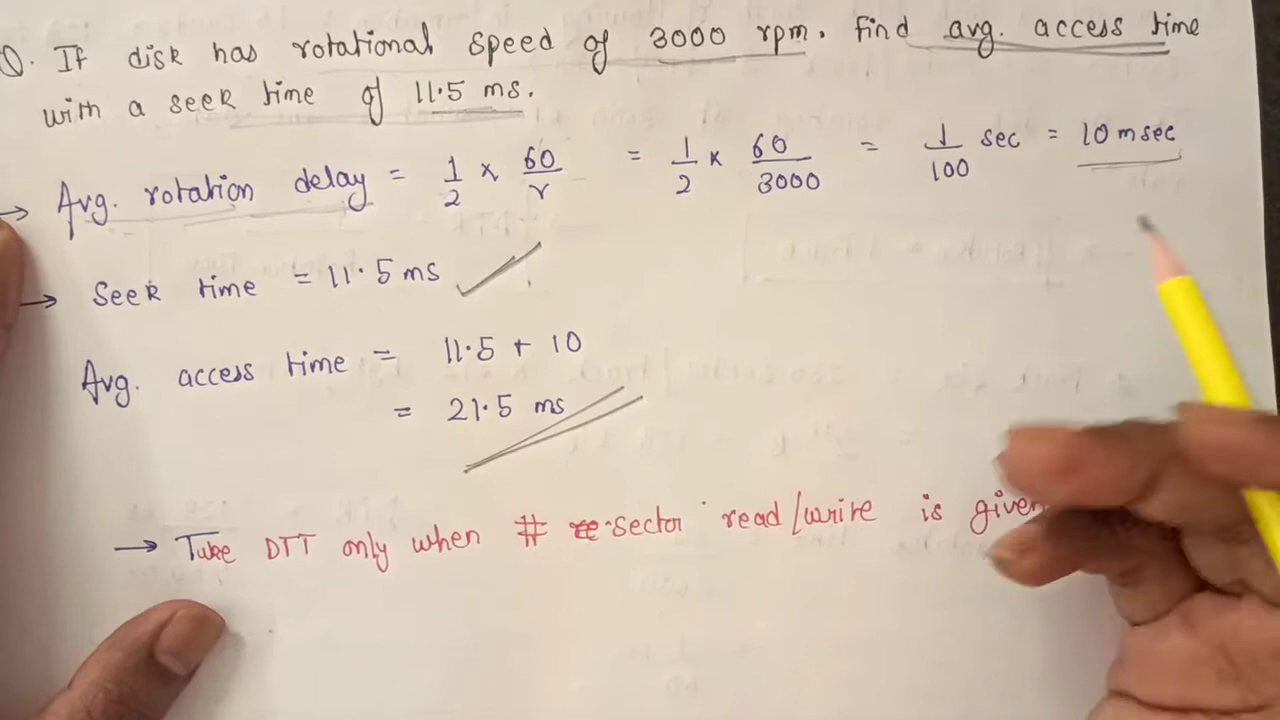 Q. If disk has rotational speed of 3000 rpm. Find avg. access time
with a seek time of 11.5 ms.
→ Avg. rotation delay = 1/2 × 60/r = 1/2 × 60/3000 = 1/100 sec = 10 msec
→ Seek time = 11.5 ms ✓
Avg. access time = 11.5 + 10
= 21.5 ms
→ Take DTT only when # sector read/write is given